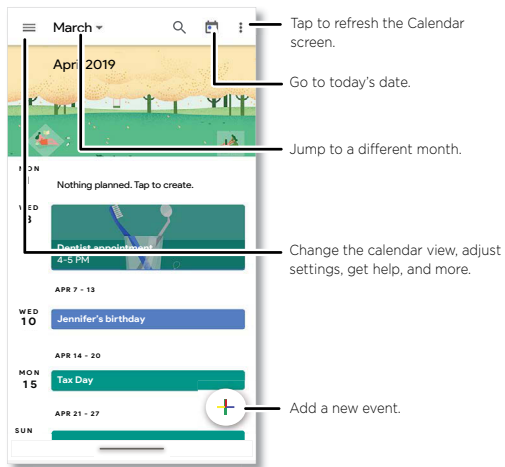 March
Tap to refresh the Calendar
screen.
April 2019
Go to today's date.
Jump to a different month.
MON
1
Nothing planned. Tap to create.
WED
3
Dentist appointment
4-5 PM
Change the calendar view, adjust
settings, get help, and more.
APR 7 - 13
WED
10
Jennifer's birthday
APR 14 - 20
MON
15
Tax Day
Add a new event.
APR 21 - 27
SUN